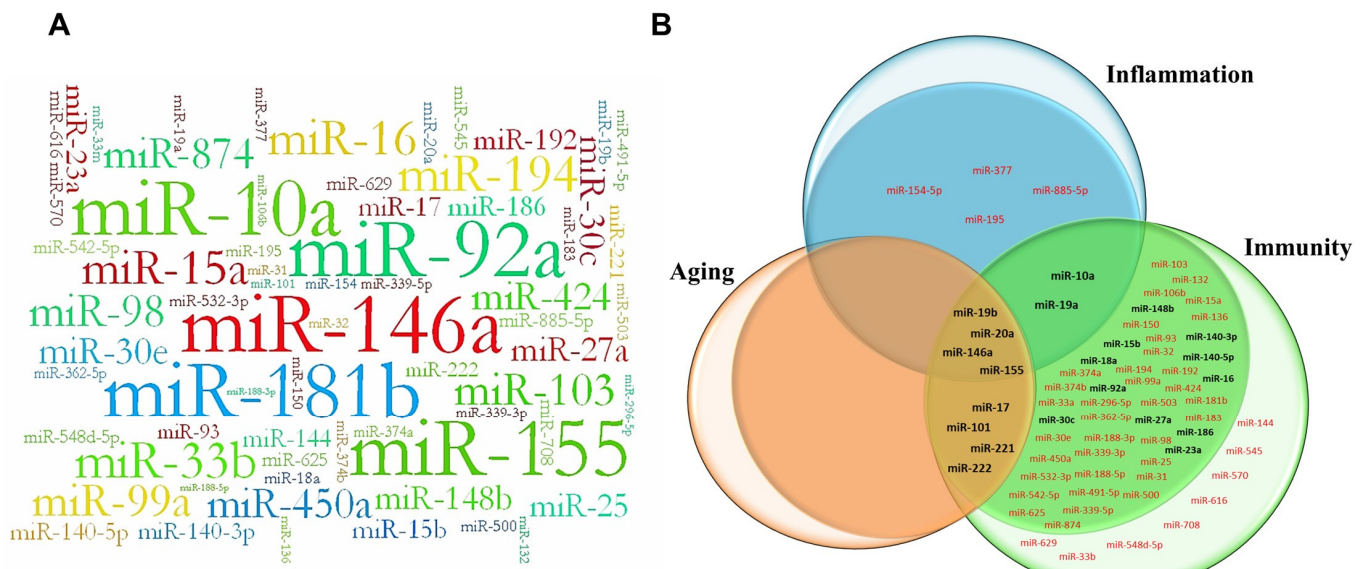 A
miR-23a
miR-616
miR-570
miR-33m
miR-19a
miR-377
miR-874
miR-16
miR-20a
miR-545
miR-192
miR-19b
miR-491-5p
miR-30c
miR-10a
miR-106b
miR-629
miR-194
miR-17
miR-186
miR-183
miR-221
miR-542-5p
miR-195
miR-92a
miR-15a
miR-31
miR-101
miR-154
miR-339-5p
miR-532-3p
miR-98
miR-146a
miR-32
miR-424
miR-885-5p
miR-503
miR-30e
miR-27a
miR-362-5p
miR-181b
miR-188-3p
miR-150
miR-222
miR-103
miR-296-5p
miR-339-3p
miR-548d-5p
miR-93
miR-33b
miR-144
miR-625
miR-374b
miR-374a
miR-155
miR-708
miR-188-5p
miR-18a
miR-99a
miR-450a
miR-148b
miR-25
miR-140-5p
miR-140-3p
miR-136
miR-15b
miR-500
miR-132
B
Inflammation
miR-377
miR-154-5p
miR-885-5p
miR-195
Immunity
Aging
miR-10a
miR-19a
miR-19b
miR-20a
miR-146a
miR-155
miR-17
miR-101
miR-221
miR-222
miR-103
miR-132
miR-106b
miR-15a
miR-148b
miR-136
miR-150
miR-93
miR-140-3p
miR-15b
miR-32
miR-18a
miR-140-5p
miR-374a
miR-194
miR-192
miR-16
miR-99a
miR-374b
miR-92a
miR-424
miR-33a
miR-296-5p
miR-503
miR-181b
miR-30c
miR-362-5p
miR-27a
miR-183
miR-186
miR-30e
miR-188-3p
miR-98
miR-339-3p
miR-23a
miR-450a
miR-25
miR-532-3p
miR-188-5p
miR-31
miR-542-5p
miR-491-5p
miR-500
miR-625
miR-339-5p
miR-874
miR-144
miR-545
miR-570
miR-616
miR-708
miR-629
miR-548d-5p
miR-33b